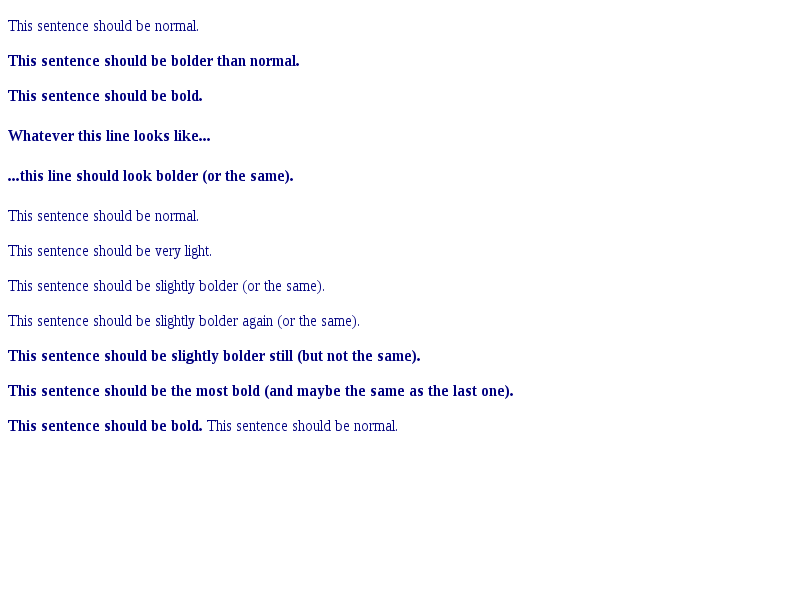 This sentence should be normal.
This sentence should be bolder than normal.
This sentence should be bold.
Whatever this line looks like...
...this line should look bolder (or the same).
This sentence should be normal.
This sentence should be very light.
This sentence should be slightly bolder (or the same).
This sentence should be slightly bolder again (or the same).
This sentence should be slightly bolder still (but not the same).
This sentence should be the most bold (and maybe the same as the last one).
This sentence should be bold. This sentence should be normal.